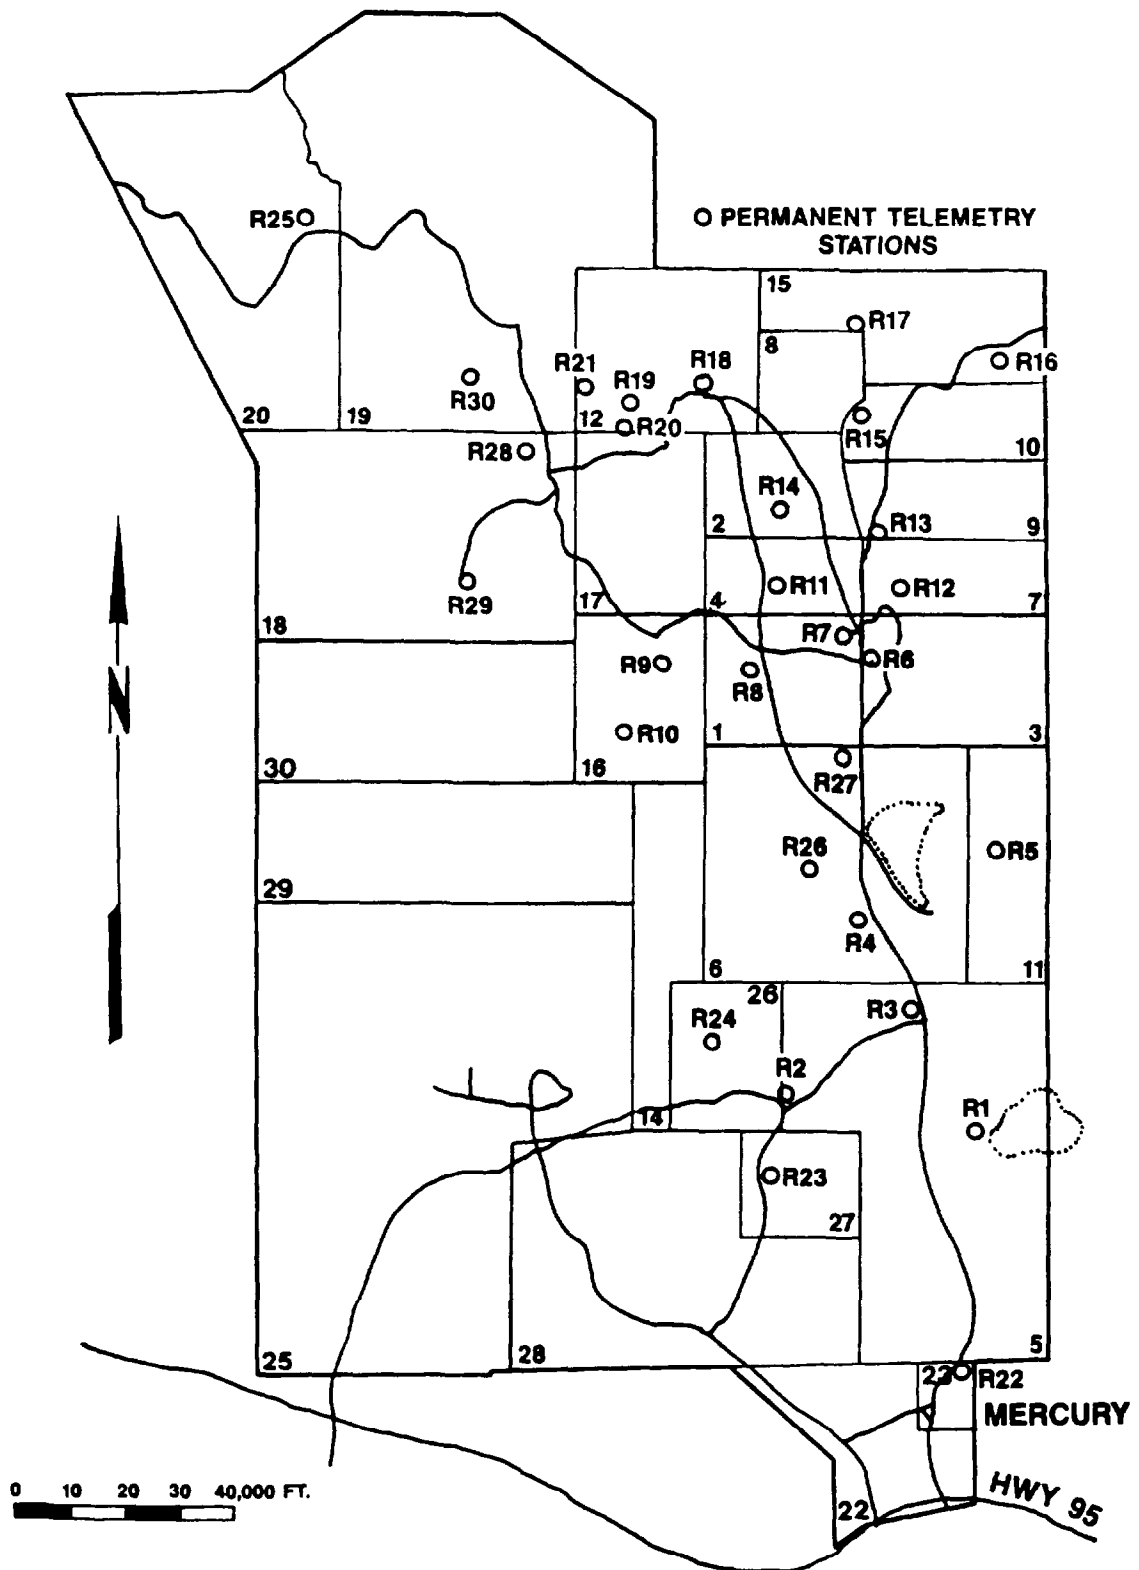 R25
PERMANENT TELEMETRY
STATIONS
15
R17
8
R16
R21
R19
R18
R30
20
19
12
R20
R15
10
R28
R14
2
R13
9
R29
R11
R12
17
4
7
18
R7
R6
R9
R8
R10
1
3
R27
30
16
N
R26
R5
29
R4
6
11
26
R3
R24
R2
R1
14
R23
27
25
28
5
23
R22
MERCURY
0 10 20 30 40,000 FT.
22
HWY 95